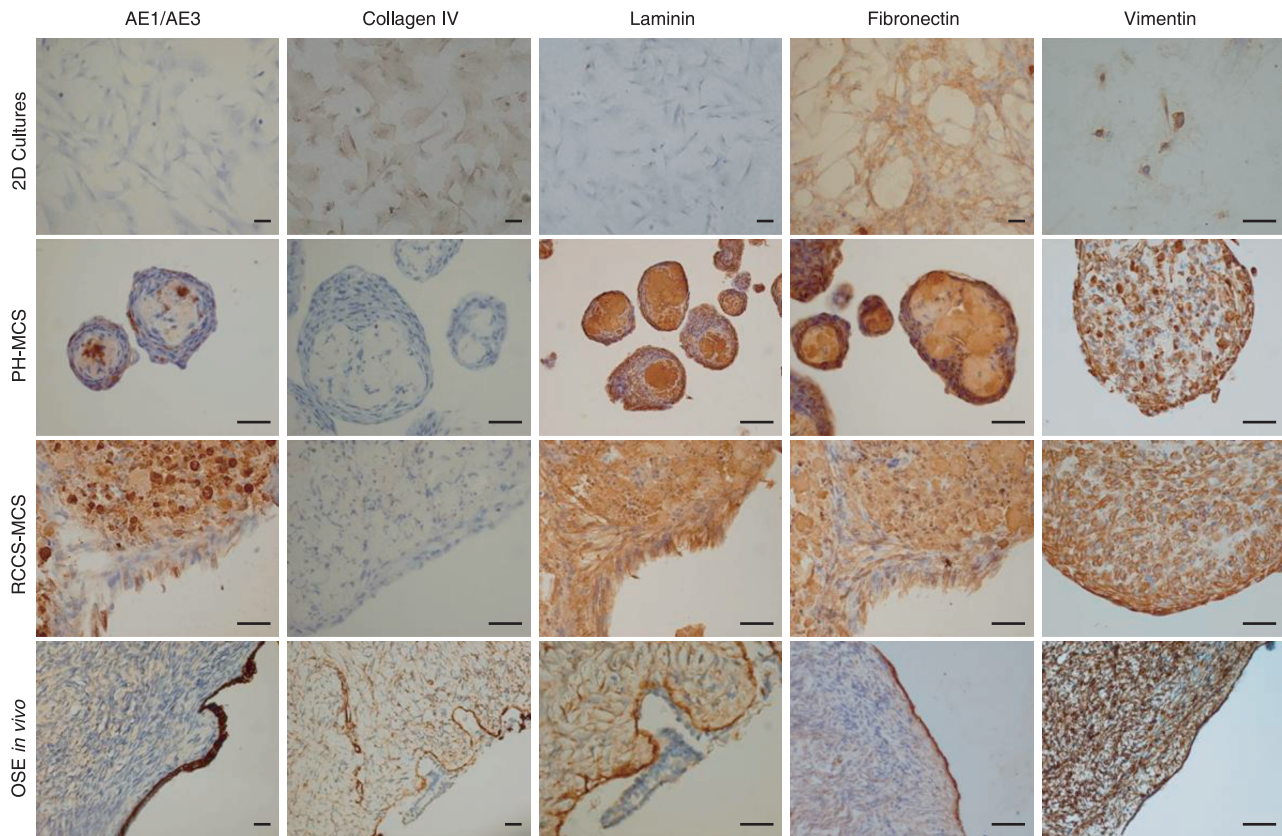 AE1/AE3
Collagen IV
Laminin
Fibronectin
Vimentin
2D Cultures
PH-MCS
RCCS-MCS
OSE in vivo